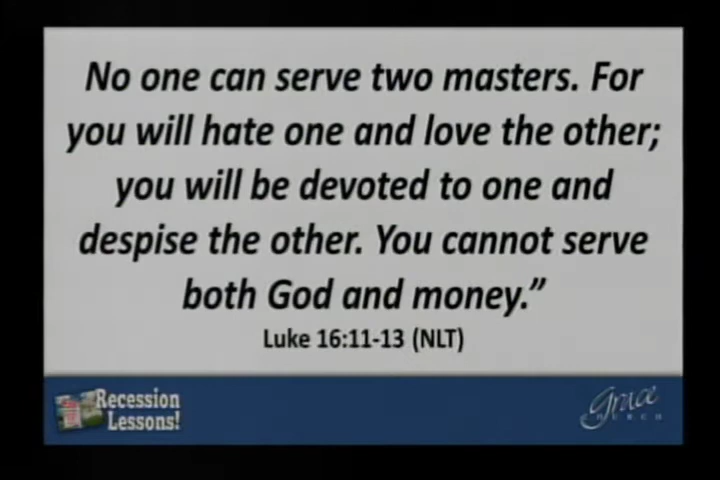 No one can serve two masters. For
you will hate one and love the other;
you will be devoted to one and
despise the other. You cannot serve
both God and money.”
Luke 16:11-13 (NLT)
Recession
Lessons!
Grace
CHURCH